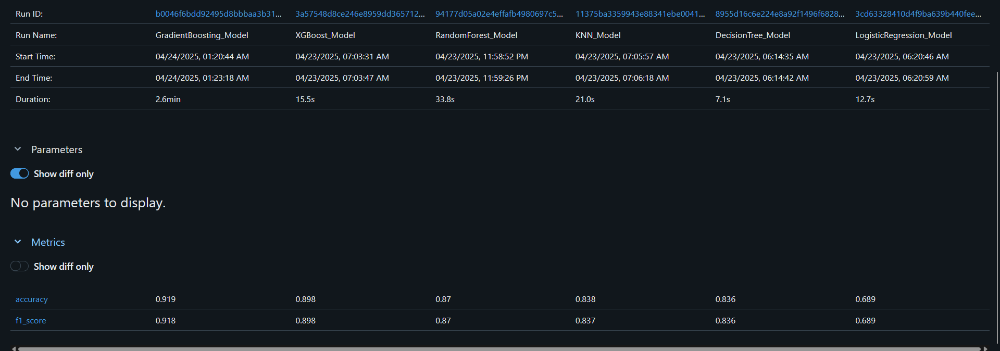 Run ID: b0046f6bdd92495d8bbbaa3b31... 3a57548d8ce246e8959dd365712... 94177d05a02e4effafb4980697c5... 11375ba3359943e88341ebe0041... 8955d16c6e224e8a92f1496f6828... 3cd63328410d4f9ba639b440fee...
Run Name: GradientBoosting_Model XGBoost_Model RandomForest_Model KNN_Model DecisionTree_Model LogisticRegression_Model
Start Time: 04/24/2025, 01:20:44 AM 04/23/2025, 07:03:31 AM 04/23/2025, 11:58:52 PM 04/23/2025, 07:05:57 AM 04/23/2025, 06:14:35 AM 04/23/2025, 06:20:46 AM
End Time: 04/24/2025, 01:23:18 AM 04/23/2025, 07:03:47 AM 04/23/2025, 11:59:26 PM 04/23/2025, 07:06:18 AM 04/23/2025, 06:14:42 AM 04/23/2025, 06:20:59 AM
Duration: 2.6min 15.5s 33.8s 21.0s 7.1s 12.7s
Parameters
Show diff only
No parameters to display.
Metrics
Show diff only
accuracy 0.919 0.898 0.87 0.838 0.836 0.689
f1_score 0.918 0.898 0.87 0.837 0.836 0.689